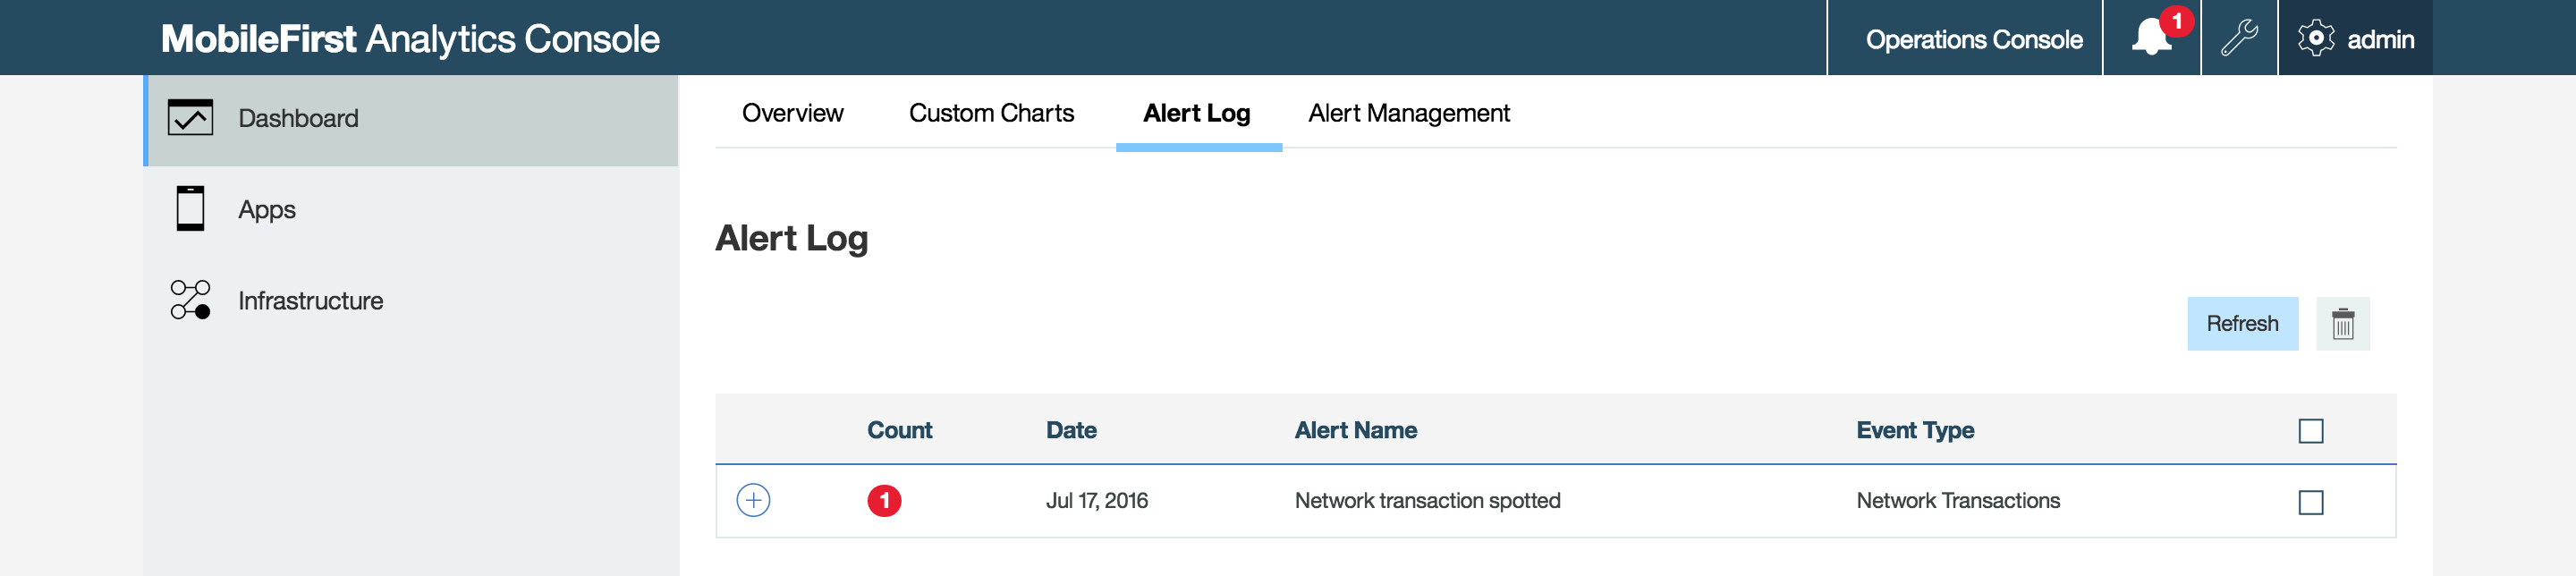 MobileFirst Analytics Console
Operations Console
1
admin
Dashboard
Apps
Infrastructure
Overview
Custom Charts
Alert Log
Alert Management
Alert Log
Refresh
Count Date Alert Name Event Type
1 Jul 17, 2016 Network transaction spotted Network Transactions